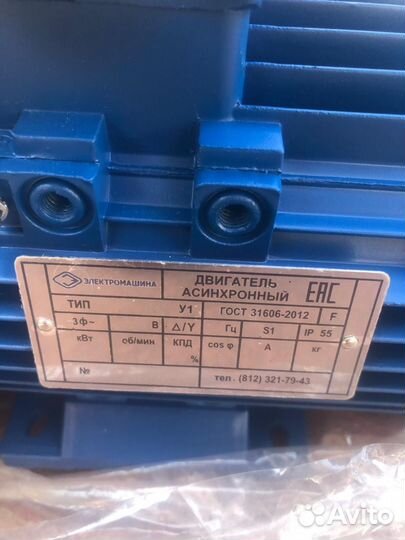 ЭЛЕКТРОМАШИНА
ДВИГАТЕЛЬ
АСИНХРОННЫЙ
EAC
ТИП У1 ГОСТ 31606-2012 F
3ф~ В △/Y Гц S1 IP 55
кВт об/мин КПД % cos φ А кг
№ тел. (812) 321-79-43
Avito